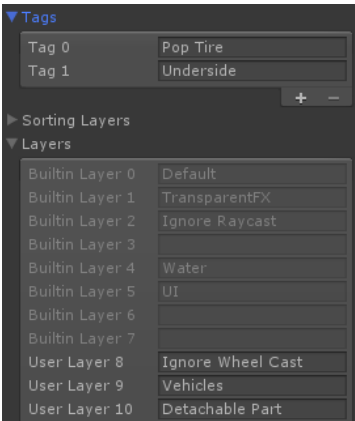 Tags
Tag 0 Pop Tire
Tag 1 Underside
+ −
Sorting Layers
Layers
Builtin Layer 0 Default
Builtin Layer 1 TransparentFX
Builtin Layer 2 Ignore Raycast
Builtin Layer 3
Builtin Layer 4 Water
Builtin Layer 5 UI
Builtin Layer 6
Builtin Layer 7
User Layer 8 Ignore Wheel Cast
User Layer 9 Vehicles
User Layer 10 Detachable Part